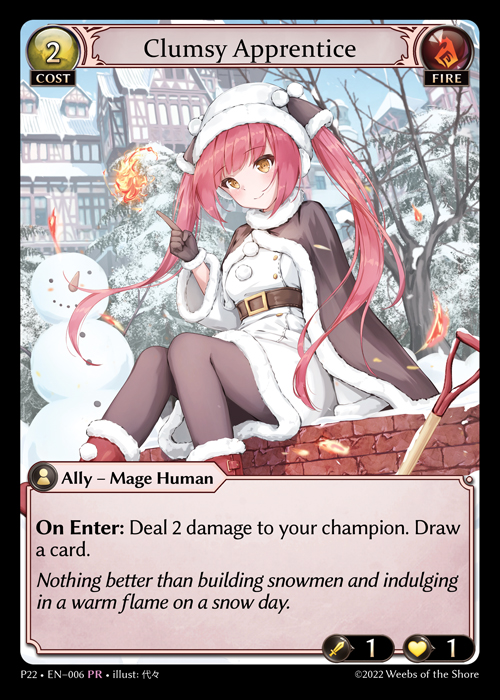 2
COST
Clumsy Apprentice
FIRE
Ally – Mage Human
On Enter: Deal 2 damage to your champion. Draw
a card.
Nothing better than building snowmen and indulging
in a warm flame on a snow day.
1
1
P22 • EN–006 PR • illust: 代々
©2022 Weebs of the Shore